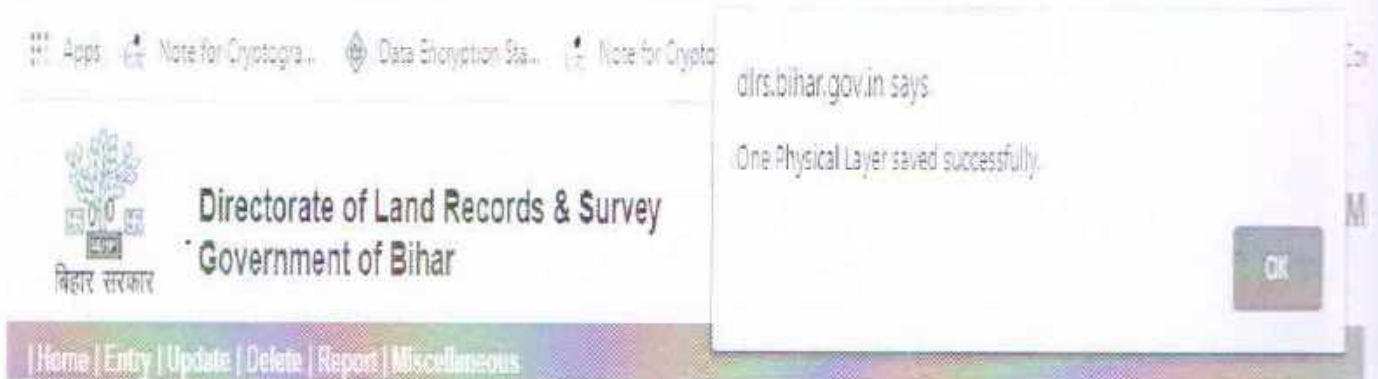 Apps Note for Cryptogra... Data Encryption Sta... Note for Crypto
dlrs.bihar.gov.in says
One Physical Layer saved successfully.
OK
Directorate of Land Records & Survey
Government of Bihar
बिहार सरकार
M
| Home | Entry | Update | Delete | Report | Miscellaneous